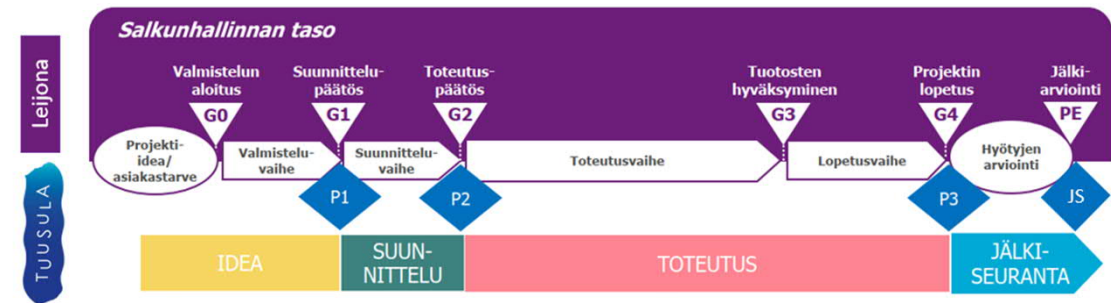 Salkunhallinnan taso
Leijona
Valmistelun
aloitus
G0
Suunnittelu-
päätös
G1
Toteutus-
päätös
G2
Tuotosten
hyväksyminen
G3
Projektin
lopetus
G4
Jälki-
arviointi
PE
Projekti-
idea/
asiakastarve
Valmistelu-
vaihe
Suunnittelu-
vaihe
Toteutusvaihe
Lopetusvaihe
Hyötyjen
arviointi
TUUSULA
P1
P2
P3
JS
IDEA
SUUN-
NITTELU
TOTEUTUS
JÄLKI-
SEURANTA